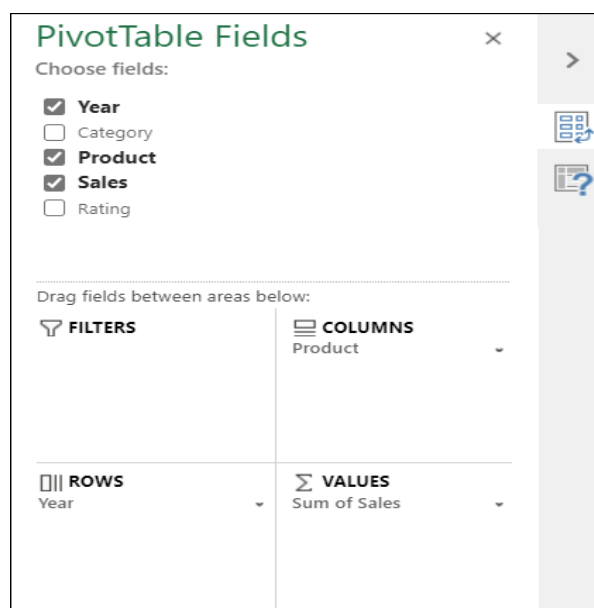 PivotTable Fields
Choose fields:
Year
Category
Product
Sales
Rating
Drag fields between areas below:
FILTERS
COLUMNS
Product
ROWS
Year
VALUES
Sum of Sales